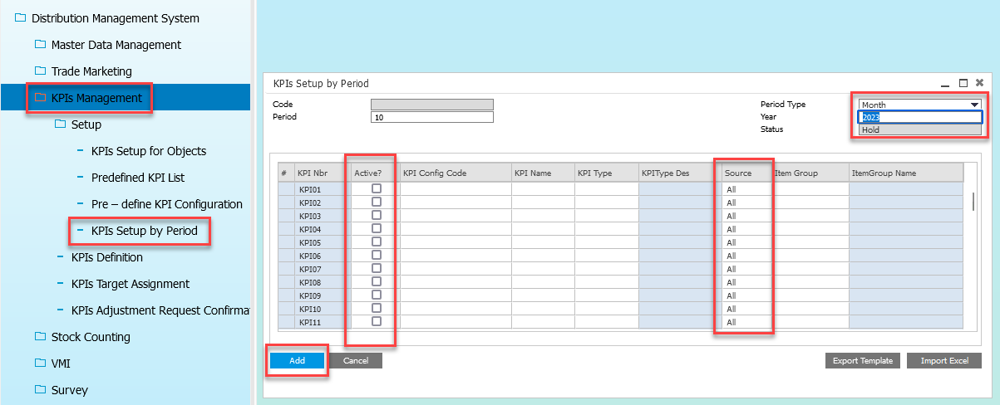 Distribution Management System
Master Data Management
Trade Marketing
KPIs Management
Setup
KPIs Setup for Objects
Predefined KPI List
Pre – define KPI Configuration
KPIs Setup by Period
KPIs Definition
KPIs Target Assignment
KPIs Adjustment Request Confirma
Stock Counting
VMI
Survey
KPIs Setup by Period
Code
Period 10
Period Type Month
Year 2023
Status Hold
# KPI Nbr Active? KPI Config Code KPI Name KPI Type KPIType Des Source Item Group ItemGroup Name
KPI01 All
KPI02 All
KPI03 All
KPI04 All
KPI05 All
KPI06 All
KPI07 All
KPI08 All
KPI09 All
KPI10 All
KPI11 All
Add Cancel Export Template Import Excel